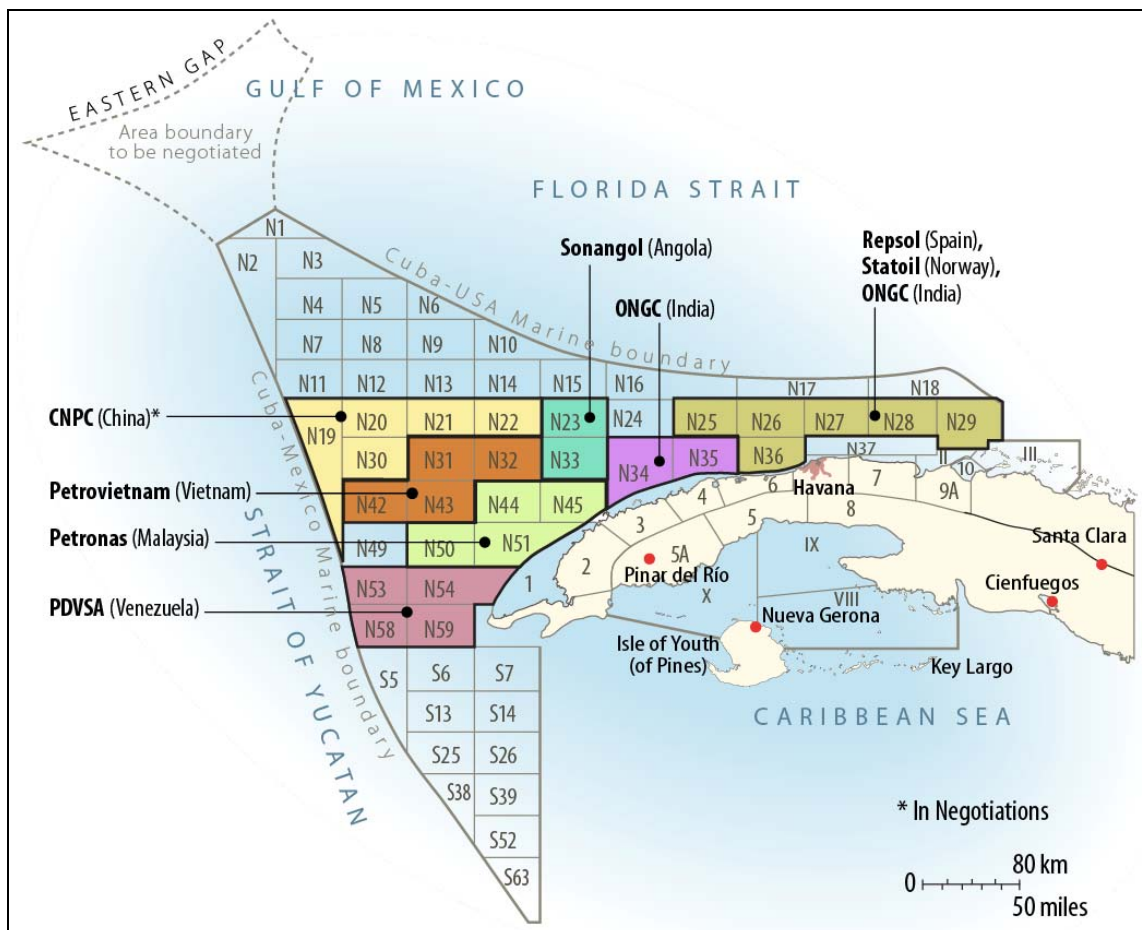 EASTERN GAP
Area boundary
to be negotiated
GULF OF MEXICO
FLORIDA STRAIT
Cuba-USA Marine boundary
Sonangol (Angola)
ONGC (India)
Repsol (Spain),
Statoil (Norway),
ONGC (India)
N1
N2
N3
N4 N5 N6
N7 N8 N9 N10
N11 N12 N13 N14 N15 N16 N17 N18
CNPC (China)*
N19
N20 N21 N22 N23 N24 N25 N26 N27 N28 N29
N30 N31 N32 N33 N34 N35 N36 N37
Petrovietnam (Vietnam)
N42 N43 N44 N45
Petronas (Malaysia)
N49 N50 N51
PDVSA (Venezuela)
N53 N54
N58 N59
Cuba-Mexico Marine boundary
STRAIT OF YUCATAN
S5 S6 S7
S13 S14
S25 S26
S38 S39
S52
S63
II
III
10
9A
7
8
6
5
4
3
2
1
5A
Havana
Pinar del Río
X
IX
VIII
Nueva Gerona
Isle of Youth
(of Pines)
Key Largo
Santa Clara
Cienfuegos
CARIBBEAN SEA
* In Negotiations
80 km
0
50 miles